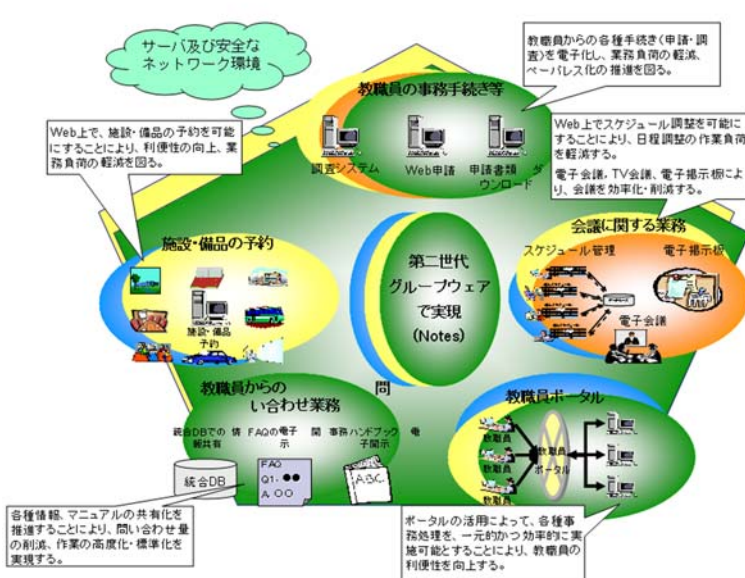 サーバ及び安全な
ネットワーク環境
教職員からの各種手続き(申請・調
査)を電子化し、業務負荷の軽減、
ペーパレス化の推進を図る。
教職員の事務手続き等
調査システム
Web申請
申請書類 ダ
ウンロード
Web上で、施設・備品の予約を可能
にすることにより、利便性の向上、業
務負荷の軽減を図る。
Web上でスケジュール調整を可能に
することにより、日程調整の作業負荷
を軽減する。
電子会議、TV会議、電子掲示板によ
り、会議を効率化・削減する。
施設・備品の予約
施設・備品
予約
第二世代
グループウェア
で実現
(Notes)
会議に関する業務
スケジュール管理
電子掲示板
電子会議
教職員からの 問
い合わせ業務
統合DBでの 情
報共有
FAQの電子 開
示
事務ハンドブック 電
子開示
統合DB
FAQ
Q1.●●
A.○○
ABC
教職員ポータル
教職員
教職員
教職員
教職員
ポータル
各種情報、マニュアルの共有化を
推進することにより、問い合わせ量
の削減、作業の高度化・標準化を
実現する。
ポータルの活用によって、各種事
務処理を、一元的かつ効率的に実
施可能とすることにより、教職員の
利便性を向上する。